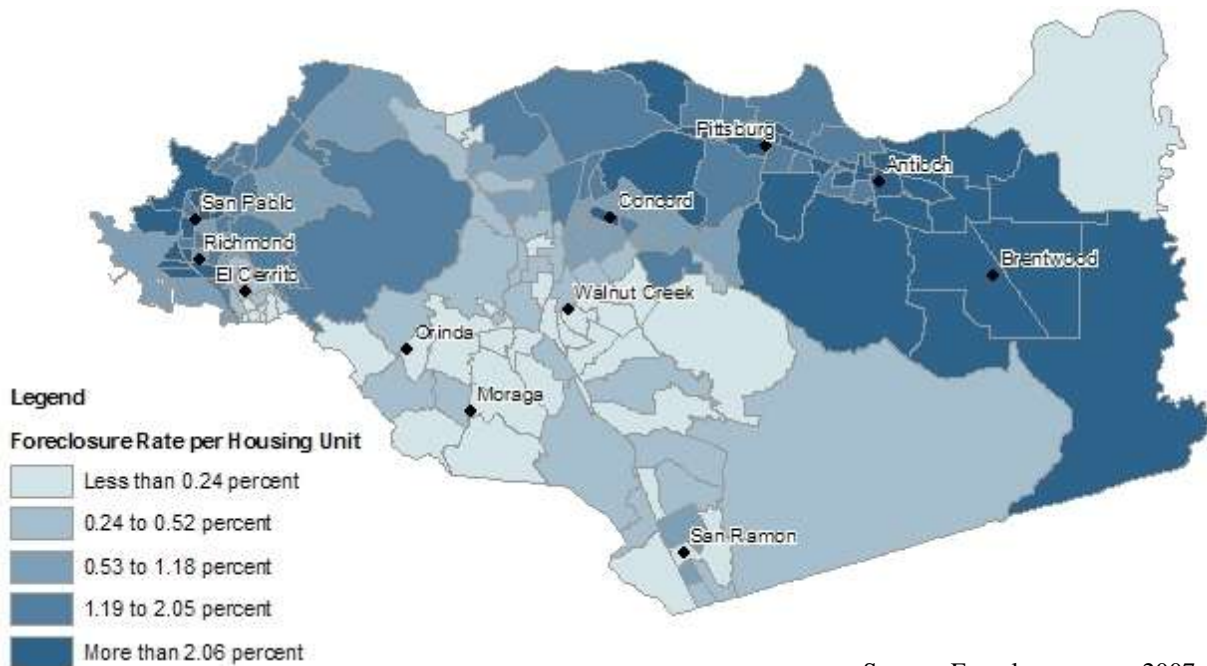 Pittsburg
Antioch
San Pablo
Concord
Richmond
El Cerrito
Brentwood
Walnut Creek
Orinda
Moraga
Legend
Foreclosure Rate per Housing Unit
Less than 0.24 percent
0.24 to 0.52 percent
0.53 to 1.18 percent
San Ramon
1.19 to 2.05 percent
More than 2.06 percent
2007